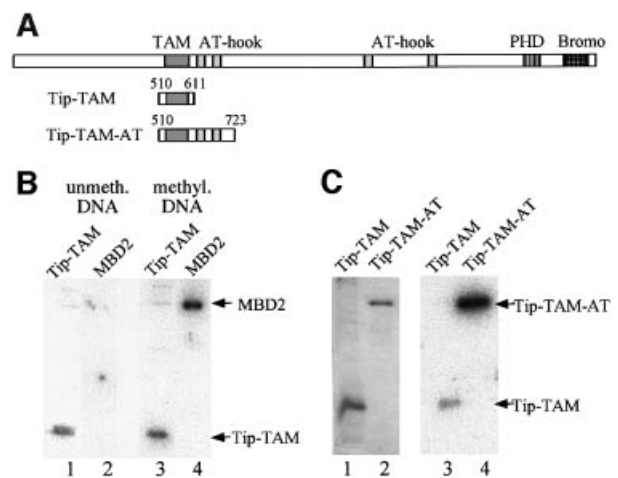 A
TAM AT-hook AT-hook PHD Bromo
510 611
Tip-TAM
510 723
Tip-TAM-AT
B
unmeth. methyl.
DNA DNA
Tip-TAM MBD2 Tip-TAM MBD2
MBD2
Tip-TAM
1 2 3 4
C
Tip-TAM Tip-TAM-AT Tip-TAM Tip-TAM-AT
Tip-TAM-AT
Tip-TAM
1 2 3 4